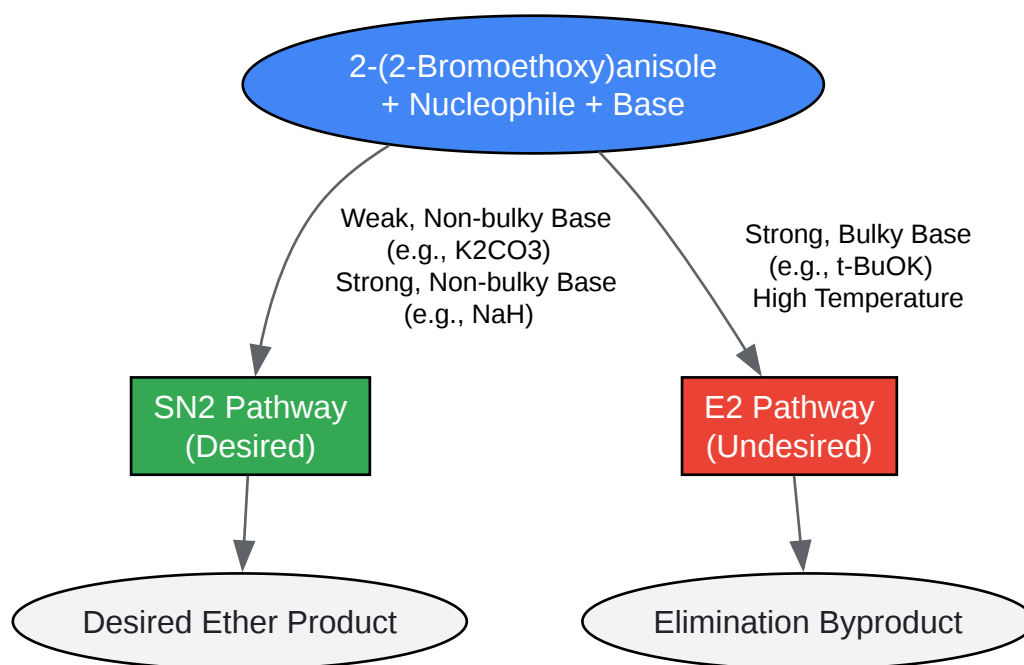 2-(2-Bromoethoxy)anisole
+ Nucleophile + Base
Weak, Non-bulky Base
(e.g., K2CO3)
Strong, Non-bulky Base
(e.g., NaH)
Strong, Bulky Base
(e.g., t-BuOK)
High Temperature
SN2 Pathway
(Desired)
E2 Pathway
(Undesired)
Desired Ether Product
Elimination Byproduct